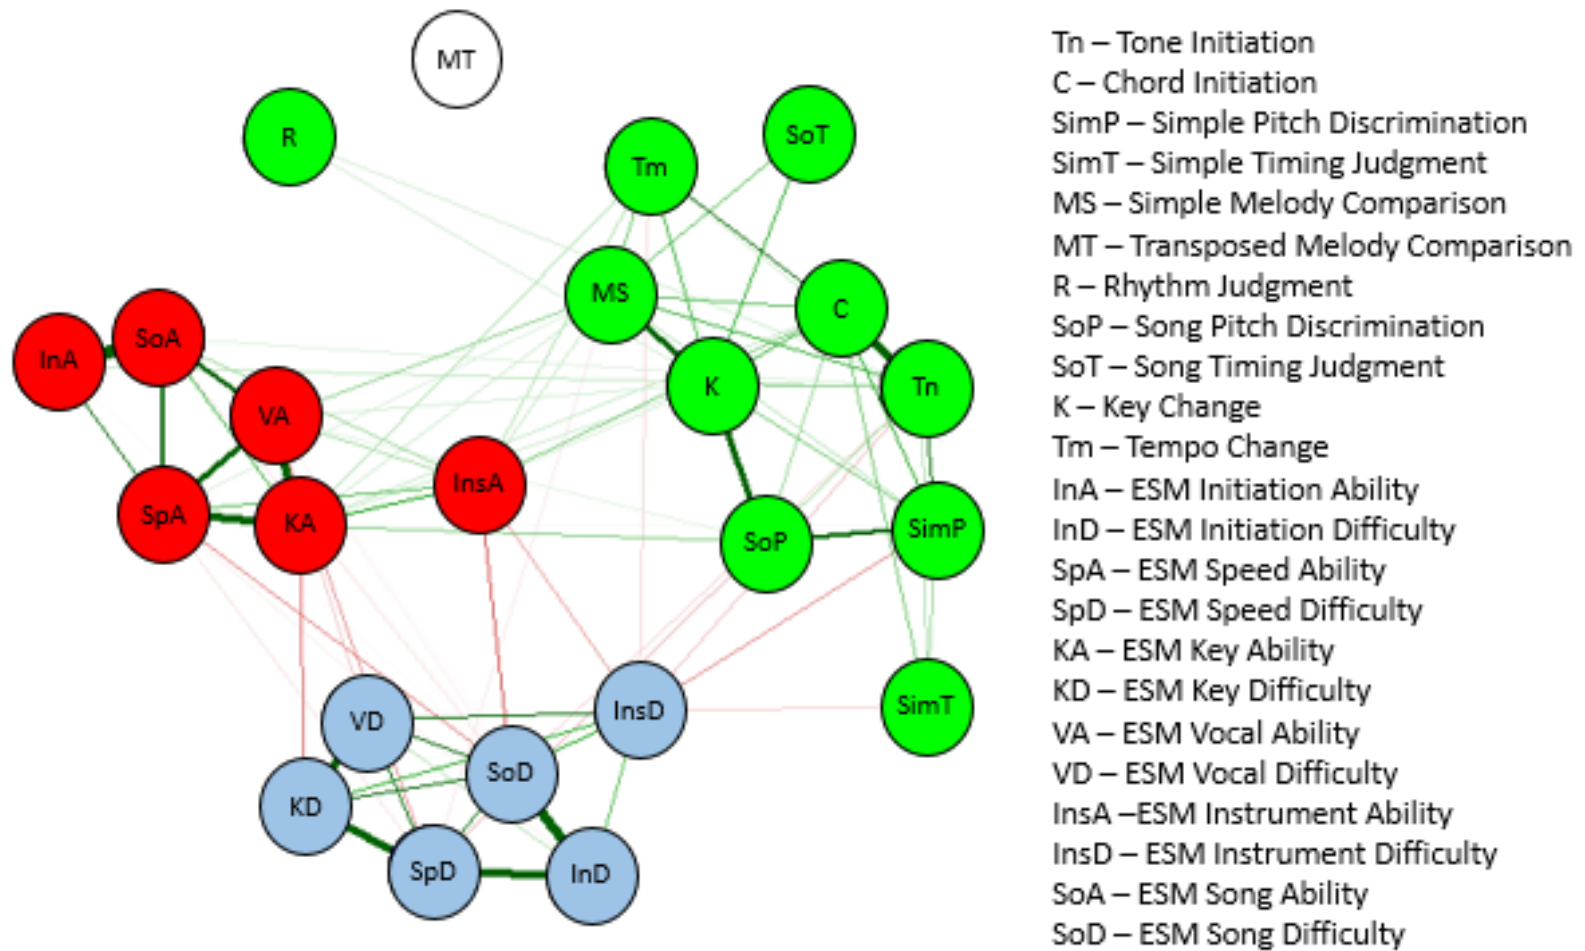 MT
R
SoT
Tm
MS
C
SoA
InA
K
Tn
VA
InsA
SpA
KA
SoP
SimP
SimT
InsD
VD
SoD
KD
SpD
InD
Tn – Tone Initiation
C – Chord Initiation
SimP – Simple Pitch Discrimination
SimT – Simple Timing Judgment
MS – Simple Melody Comparison
MT – Transposed Melody Comparison
R – Rhythm Judgment
SoP – Song Pitch Discrimination
SoT – Song Timing Judgment
K – Key Change
Tm – Tempo Change
InA – ESM Initiation Ability
InD – ESM Initiation Difficulty
SpA – ESM Speed Ability
SpD – ESM Speed Difficulty
KA – ESM Key Ability
KD – ESM Key Difficulty
VA – ESM Vocal Ability
VD – ESM Vocal Difficulty
InsA –ESM Instrument Ability
InsD – ESM Instrument Difficulty
SoA – ESM Song Ability
SoD – ESM Song Difficulty